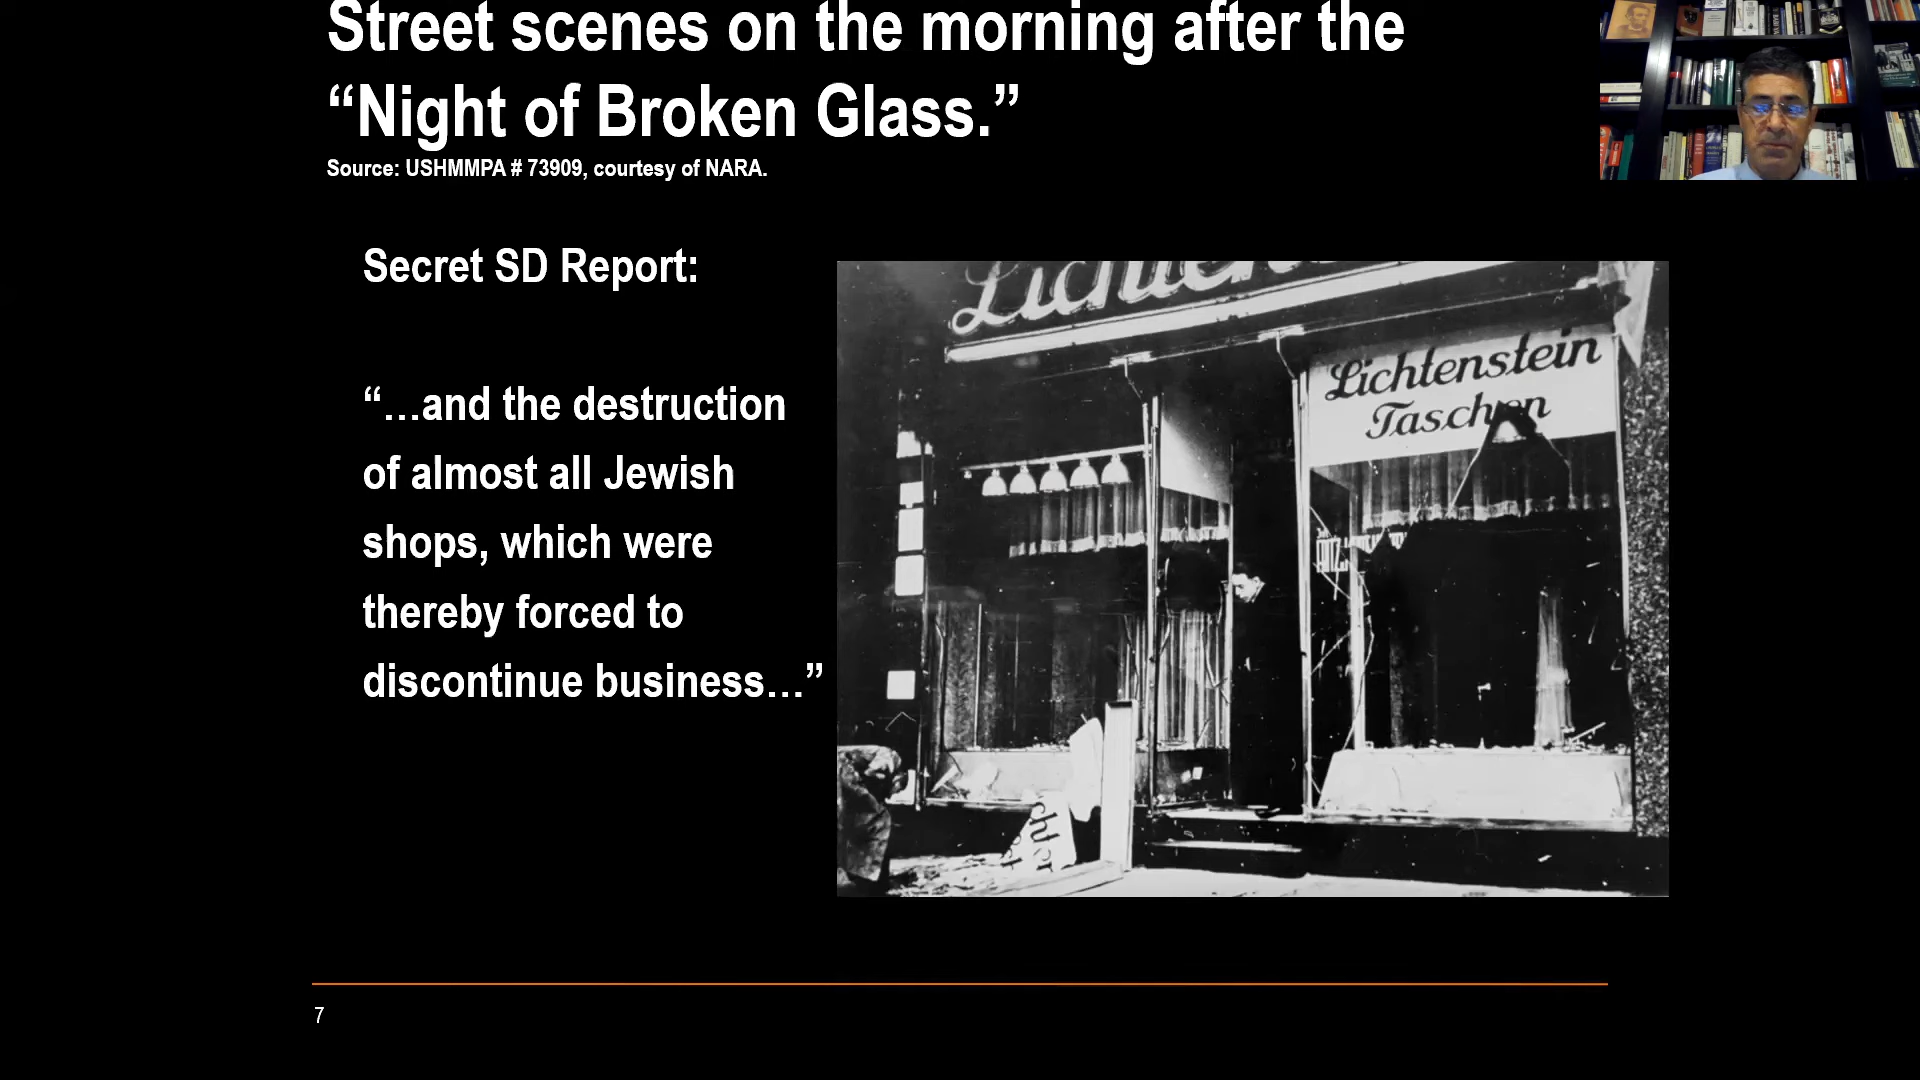 Street scenes on the morning after the
“Night of Broken Glass.”
Source: USHMMPA # 73909, courtesy of NARA.
Secret SD Report:
“…and the destruction
of almost all Jewish
shops, which were
thereby forced to
discontinue business…”
Lichtenstein
Taschen
7